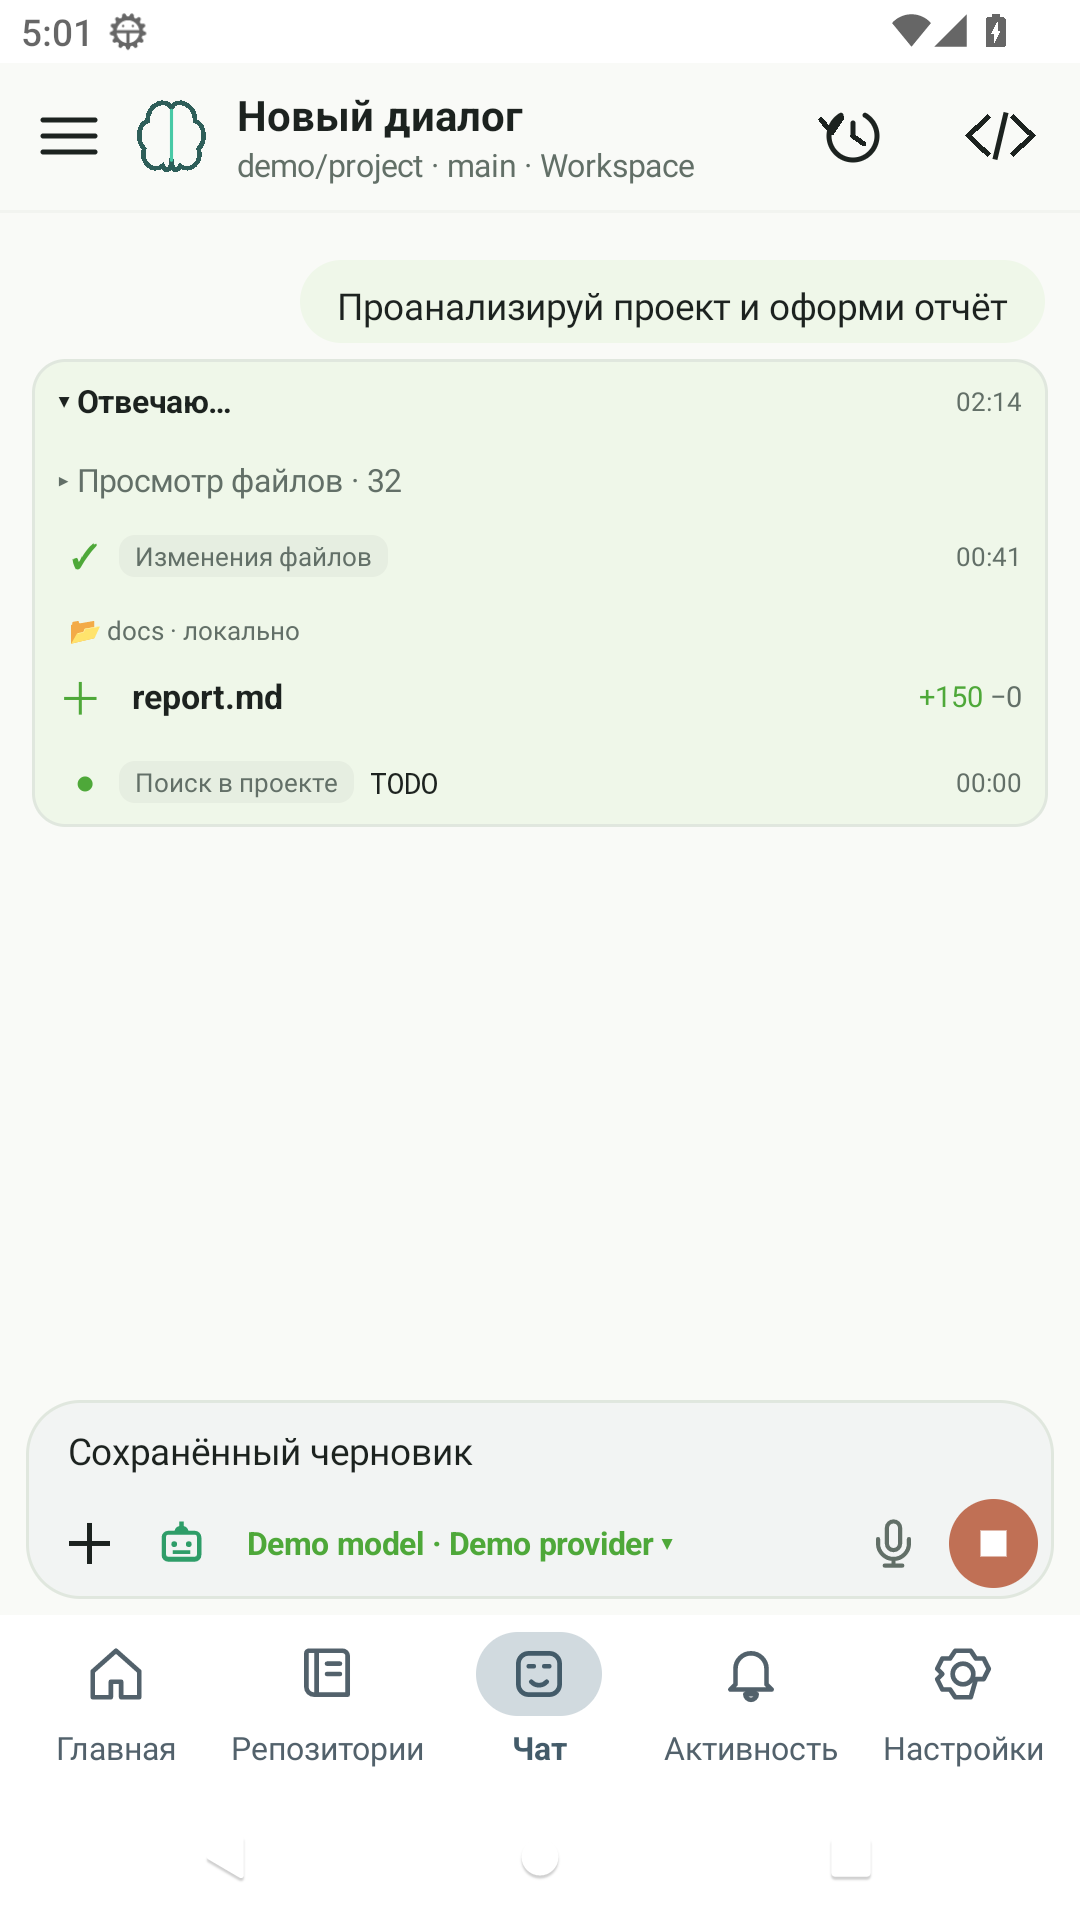 5:01
Новый диалог
demo/project · main · Workspace
Проанализируй проект и оформи отчёт
▾ Отвечаю… 02:14
▸ Просмотр файлов · 32
✓ Изменения файлов 00:41
📂 docs · локально
+ report.md +150 −0
● Поиск в проекте TODO 00:00
Сохранённый черновик
Demo model · Demo provider ▾
Главная Репозитории Чат Активность Настройки